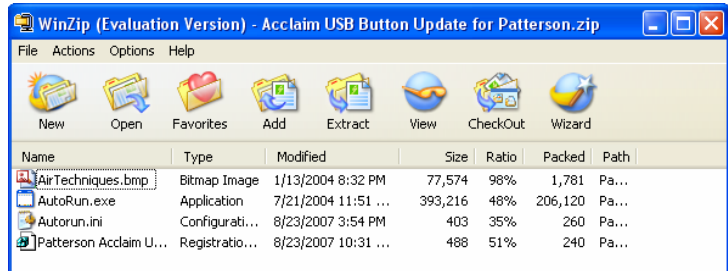 WinZip (Evaluation Version) - Acclaim USB Button Update for Patterson.zip
File Actions Options Help
New Open Favorites Add Extract View CheckOut Wizard
Name Type Modified Size Ratio Packed Path
AirTechniques.bmp Bitmap Image 1/13/2004 8:32 PM 77,574 98% 1,781 Pa...
AutoRun.exe Application 7/21/2004 11:51 ... 393,216 48% 206,120 Pa...
Autorun.ini Configurati... 8/23/2007 3:54 PM 403 35% 260 Pa...
Patterson Acclaim U... Registratio... 8/23/2007 10:31 ... 488 51% 240 Pa...